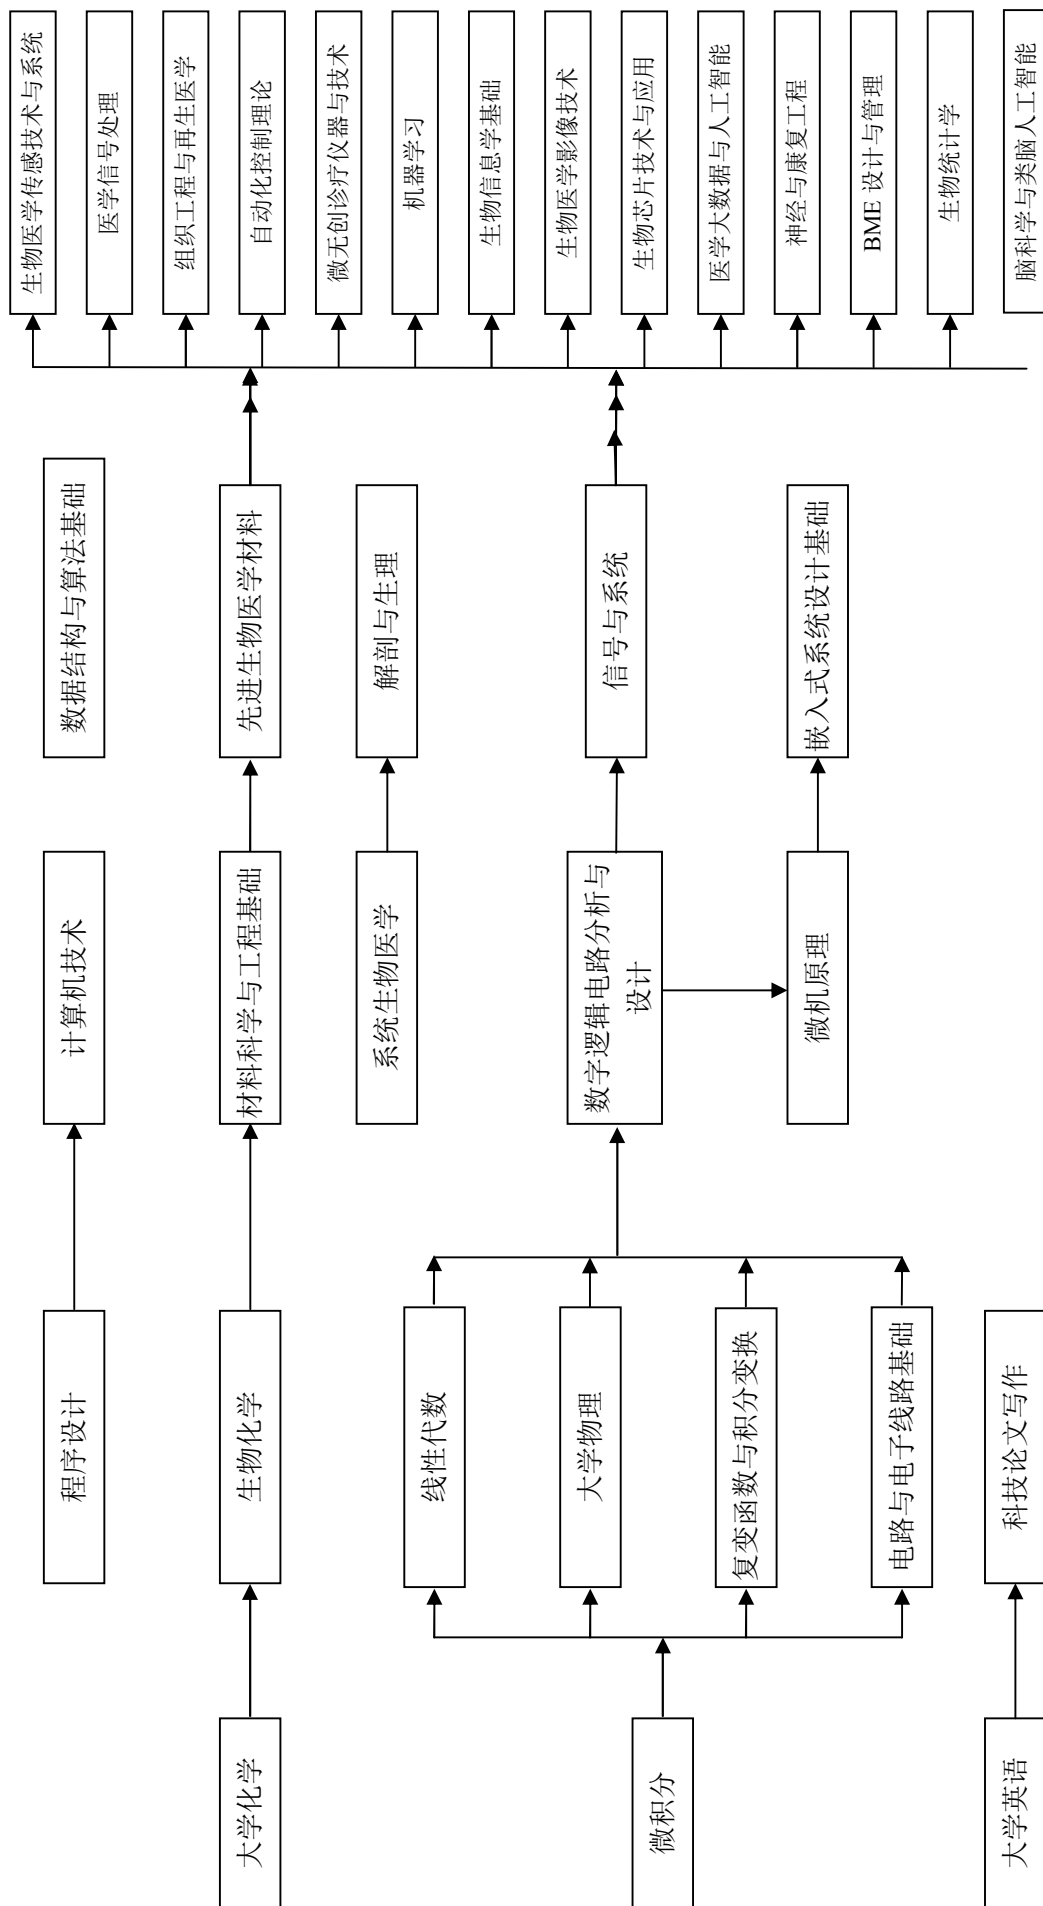 生物医学传感技术与系统
医学信号处理
组织工程与再生医学
自动化控制理论
微无创诊疗仪器与技术
机器学习
生物信息学基础
生物医学影像技术
生物芯片技术与应用
医学大数据与人工智能
神经与康复工程
BME 设计与管理
生物统计学
脑科学与类脑人工智能
数据结构与算法基础
先进生物医学材料
解剖与生理
信号与系统
嵌入式系统设计基础
计算机技术
材料科学与工程基础
系统生物医学
数字逻辑电路分析与
设计
微机原理
程序设计
生物化学
线性代数
大学物理
复变函数与积分变换
电路与电子线路基础
科技论文写作
大学化学
微积分
大学英语